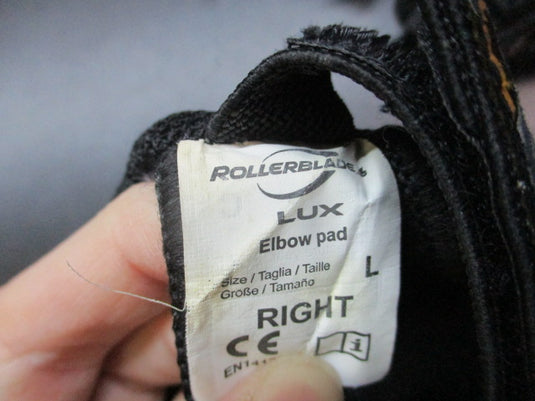 ROLLERBLADE
LUX
Elbow pad
Size / Taglia / Taille
Größe / Tamaño
L
RIGHT
CE